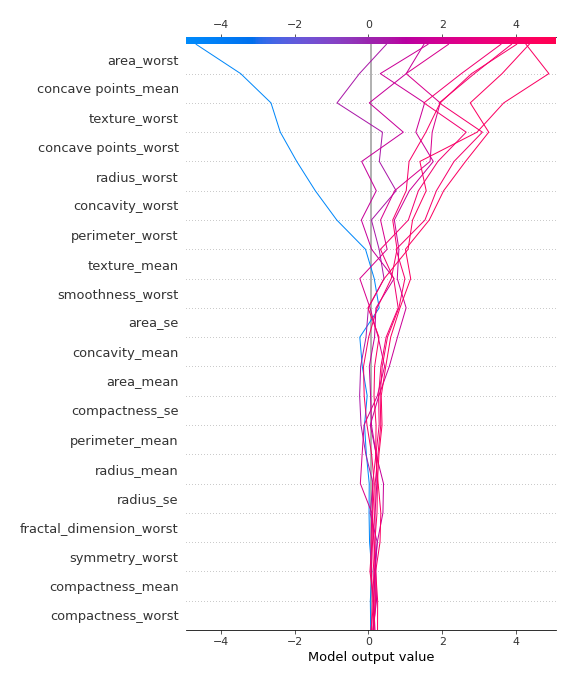 −4 −2 0 2 4
area_worst
concave points_mean
texture_worst
concave points_worst
radius_worst
concavity_worst
perimeter_worst
texture_mean
smoothness_worst
area_se
concavity_mean
area_mean
compactness_se
perimeter_mean
radius_mean
radius_se
fractal_dimension_worst
symmetry_worst
compactness_mean
compactness_worst
−4 −2 0 2 4
Model output value